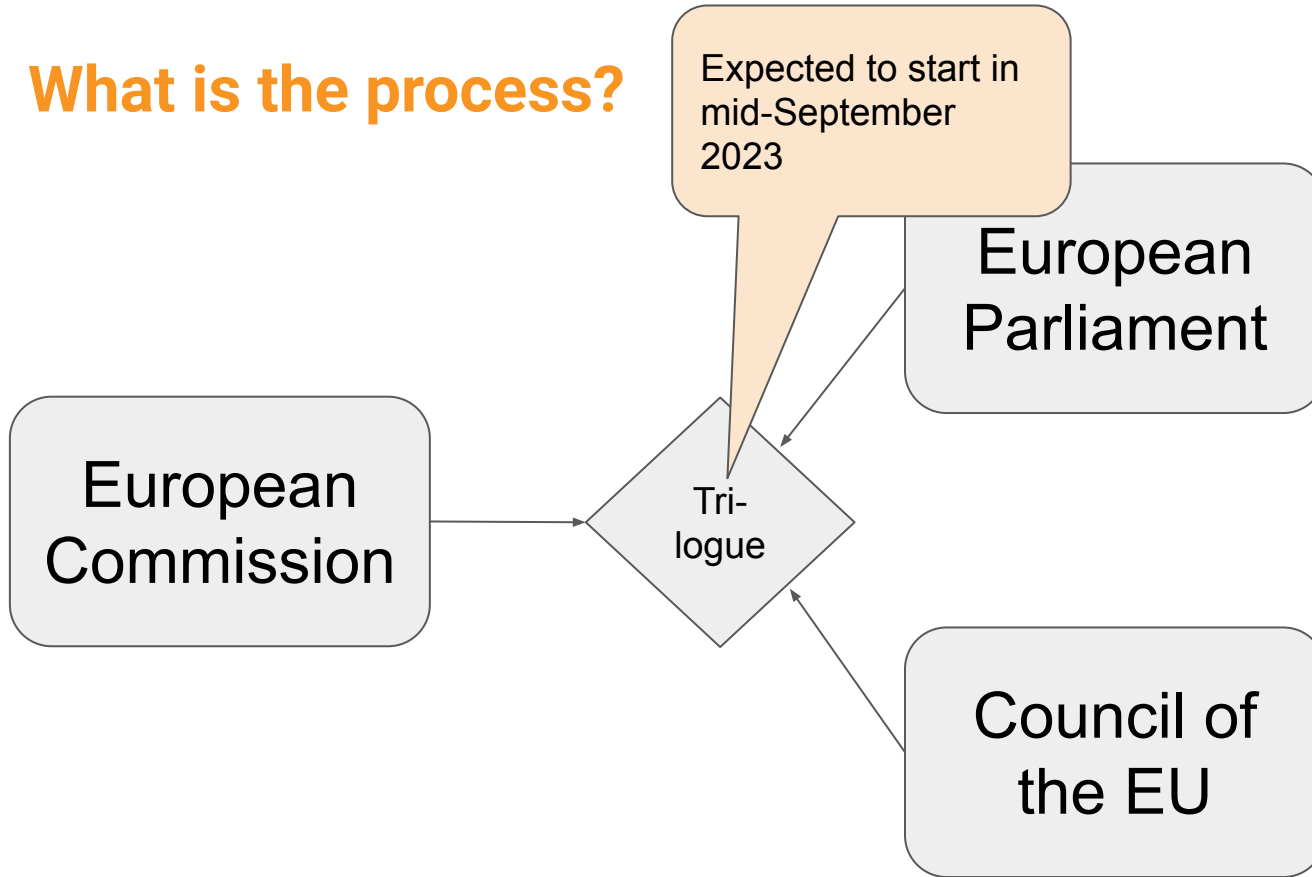 What is the process?
Expected to start in
mid-September
2023
European
Parliament
European
Commission
Tri-
logue
Council of
the EU